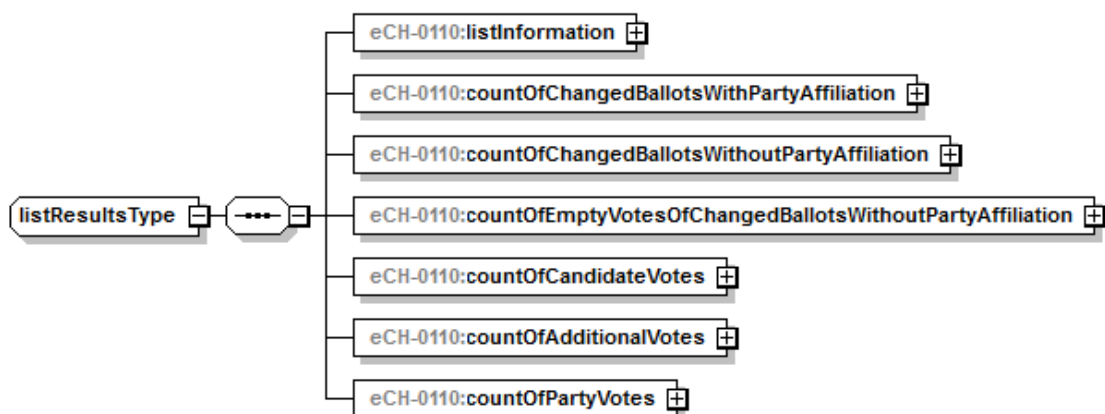 eCH-0110:listInformation
eCH-0110:countOfChangedBallotsWithPartyAffiliation
eCH-0110:countOfChangedBallotsWithoutPartyAffiliation
listResultsType
eCH-0110:countOfEmptyVotesOfChangedBallotsWithoutPartyAffiliation
eCH-0110:countOfCandidateVotes
eCH-0110:countOfAdditionalVotes
eCH-0110:countOfPartyVotes